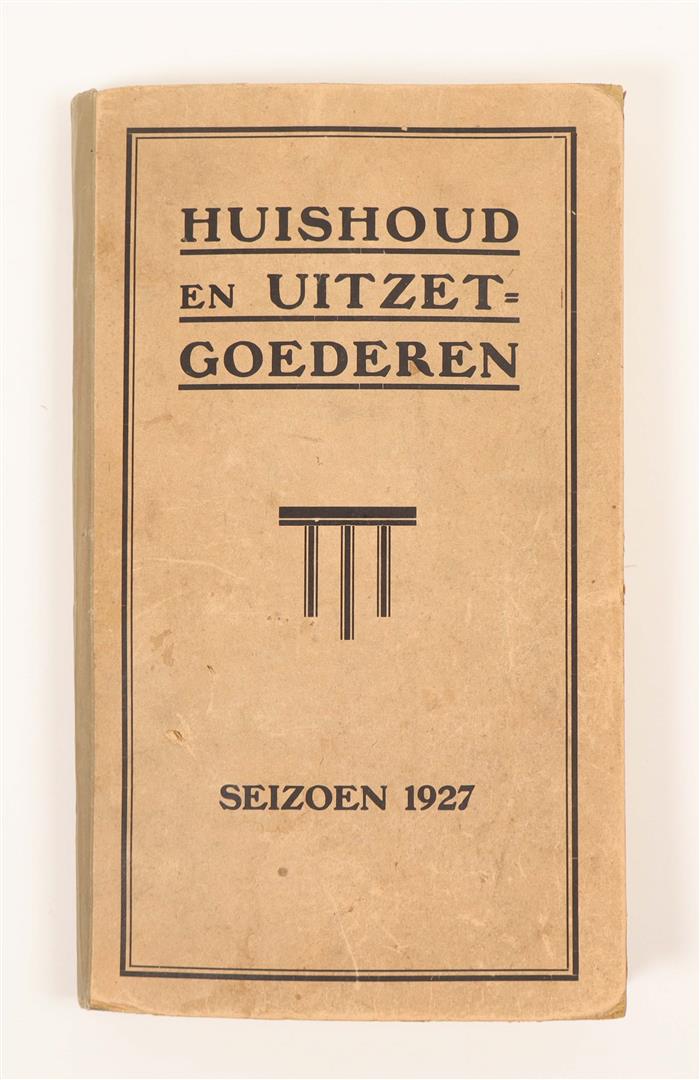 HUISHOUD
EN UITZET=
GOEDEREN
SEIZOEN 1927